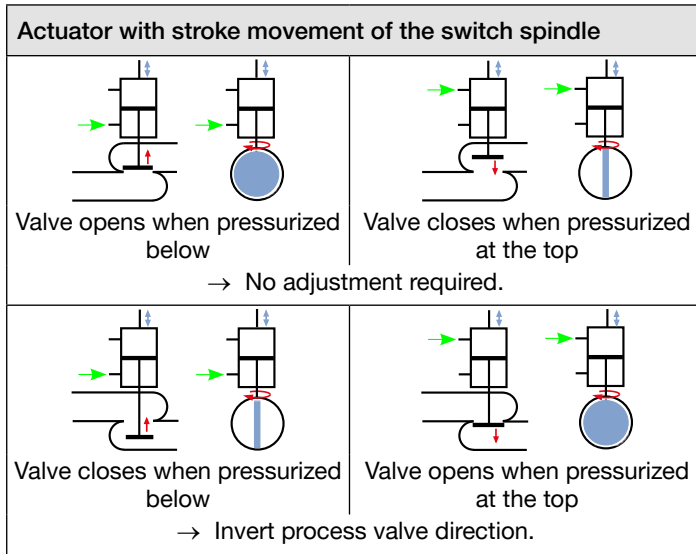 Actuator with stroke movement of the switch spindle
Valve opens when pressurized
below
Valve closes when pressurized
at the top
→ No adjustment required.
Valve closes when pressurized
below
Valve opens when pressurized
at the top
→ Invert process valve direction.